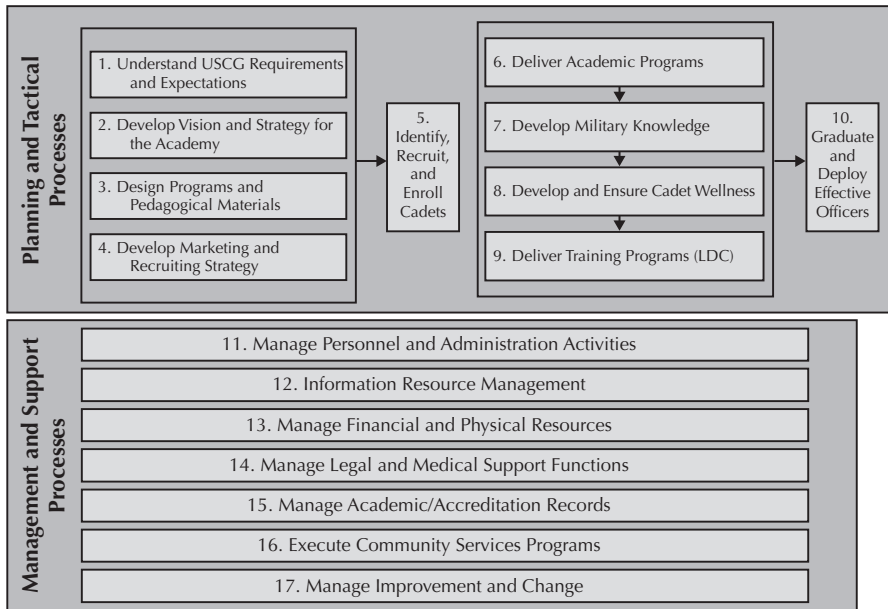 Planning and Tactical
Processes
1. Understand USCG Requirements
and Expectations
2. Develop Vision and Strategy for
the Academy
3. Design Programs and
Pedagogical Materials
4. Develop Marketing and
Recruiting Strategy
5.
Identify,
Recruit,
and
Enroll
Cadets
6. Deliver Academic Programs
7. Develop Military Knowledge
8. Develop and Ensure Cadet Wellness
9. Deliver Training Programs (LDC)
10.
Graduate
and
Deploy
Effective
Officers
Management and Support
Processes
11. Manage Personnel and Administration Activities
12. Information Resource Management
13. Manage Financial and Physical Resources
14. Manage Legal and Medical Support Functions
15. Manage Academic/Accreditation Records
16. Execute Community Services Programs
17. Manage Improvement and Change